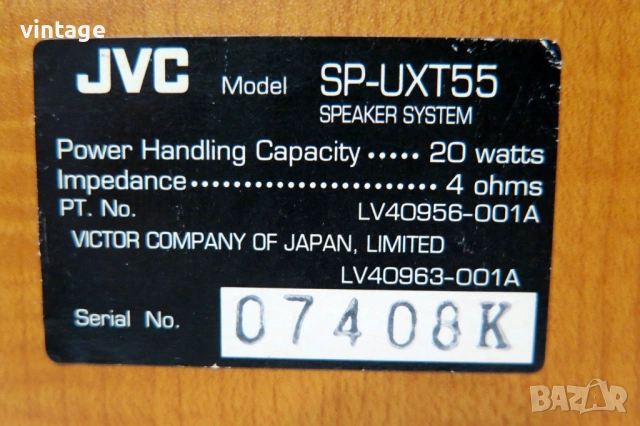 vintage
JVC Model SP-UXT55
SPEAKER SYSTEM
Power Handling Capacity ····· 20 watts
Impedance························ 4 ohms
PT. No. LV40956-001A
VICTOR COMPANY OF JAPAN, LIMITED
LV40963-001A
Serial No. 07408K
BAZAR